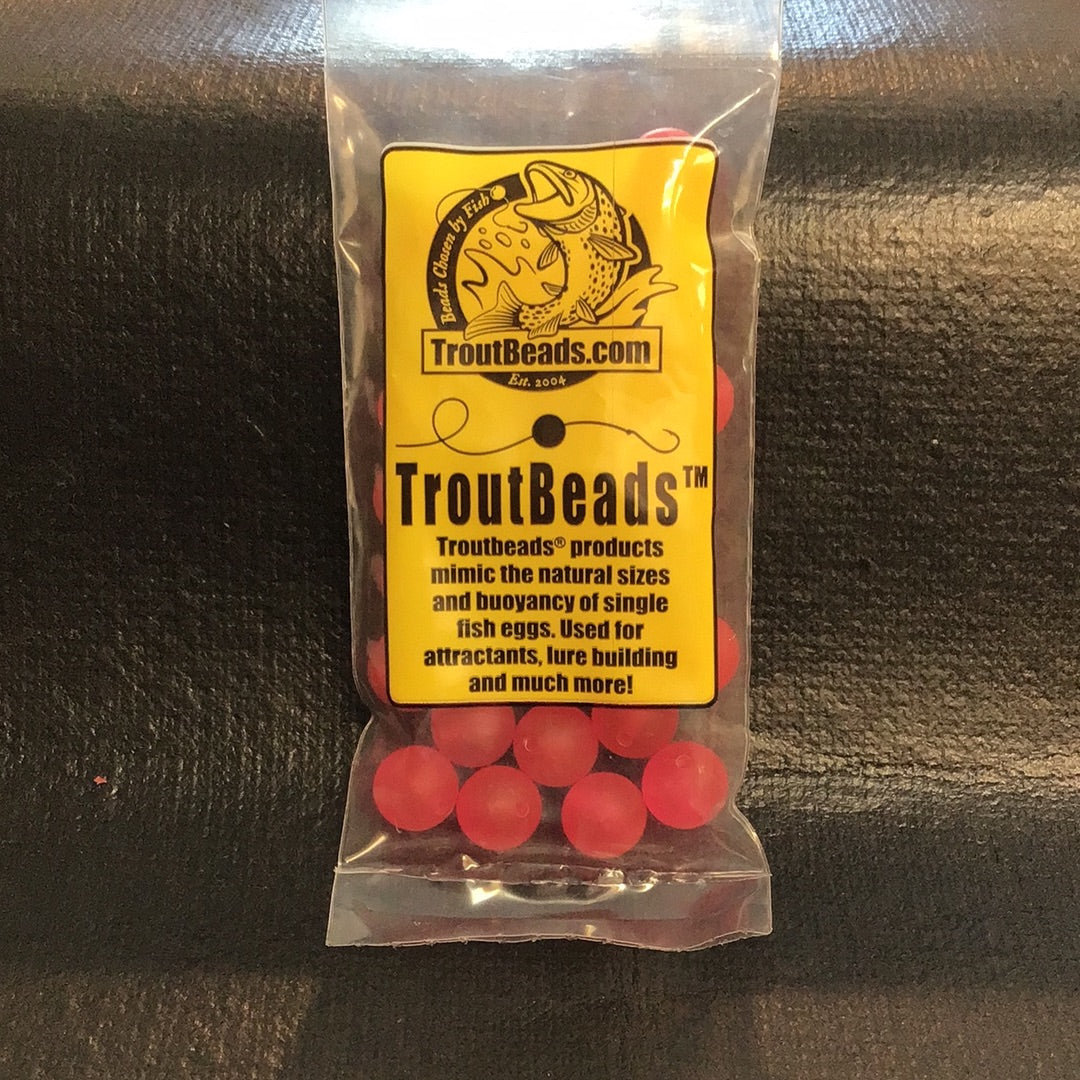 Beads Chosen by Fish
TroutBeads.com
Est. 2004
TroutBeads™
Troutbeads® products
mimic the natural sizes
and buoyancy of single
fish eggs. Used for
attractants, lure building
and much more!